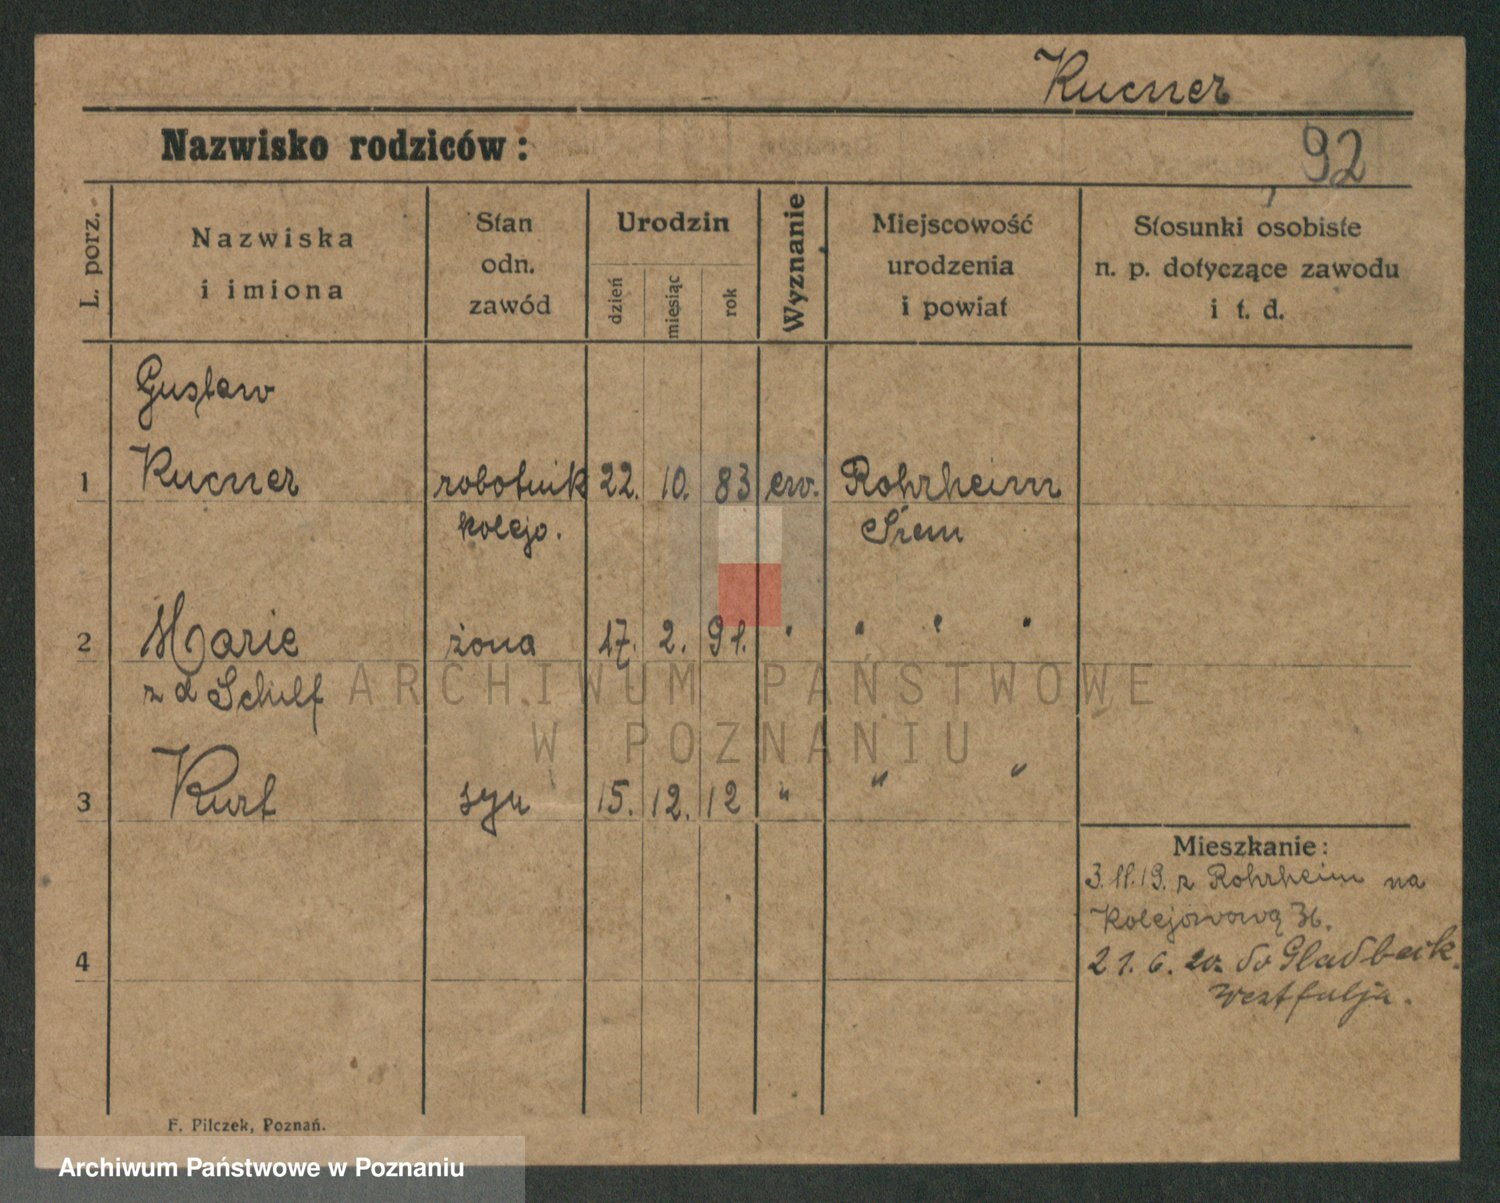 Kucner
Nazwisko rodziców:
92
L. porz.
Nazwiska
i imiona
Stan
odn.
zawód
Urodzin
dzień
miesiąc
rok
Wyznanie
Miejscowość
urodzenia
i powiat
Stosunki osobiste
n. p. dotyczące zawodu
i t. d.
Gustaw
1 Kucner robotnik 22. 10. 83 ew. Rohrheim
kolejo. Śrem
2 Marie żona 17. 2. 91. " " " "
z d Schilf
3 Kurt syn 15. 12. 12 " " "
Mieszkanie:
3.11.19. z Rohrheim na
Kolejowową 36.
4
21. 6. 20. do Gladbeck.
Westfalja.
F. Pilczek, Poznań.
ARCHIWUM PAŃSTWOWE
W POZNANIU
Archiwum Państwowe w Poznaniu